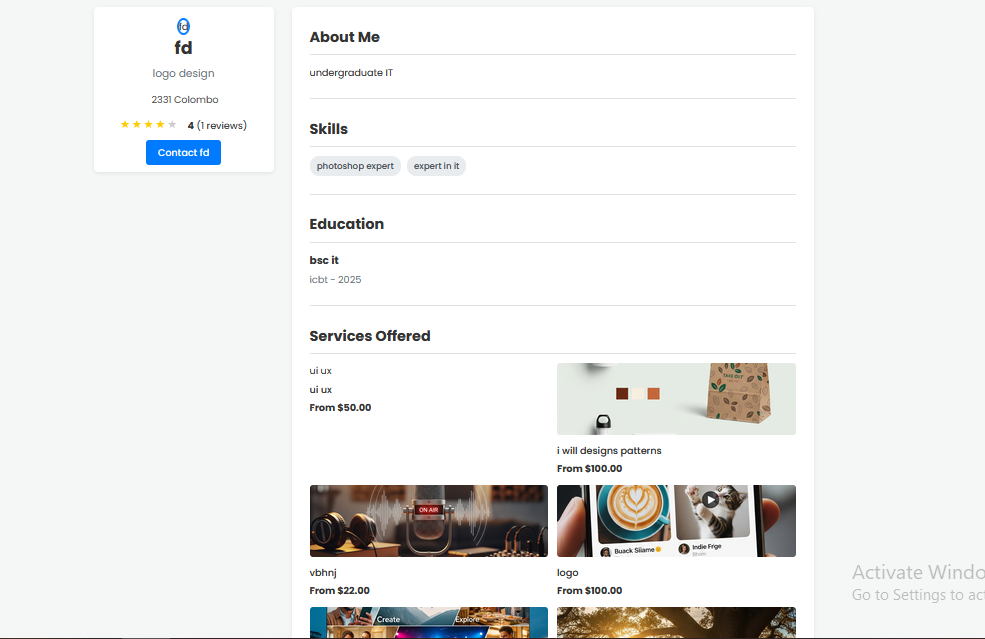 fd
fd
logo design
2331 Colombo
4 (1 reviews)
Contact fd
About Me
undergraduate IT
Skills
photoshop expert
expert in it
Education
bsc it
icbt - 2025
Services Offered
ui ux
ui ux
From $50.00
TAKE OUT
i will designs patterns
From $100.00
ON AIR
vbhnj
From $22.00
Buack Sliame
Indie Frge
logo
From $100.00
Create
Explore
Activate Windo
Go to Settings to act